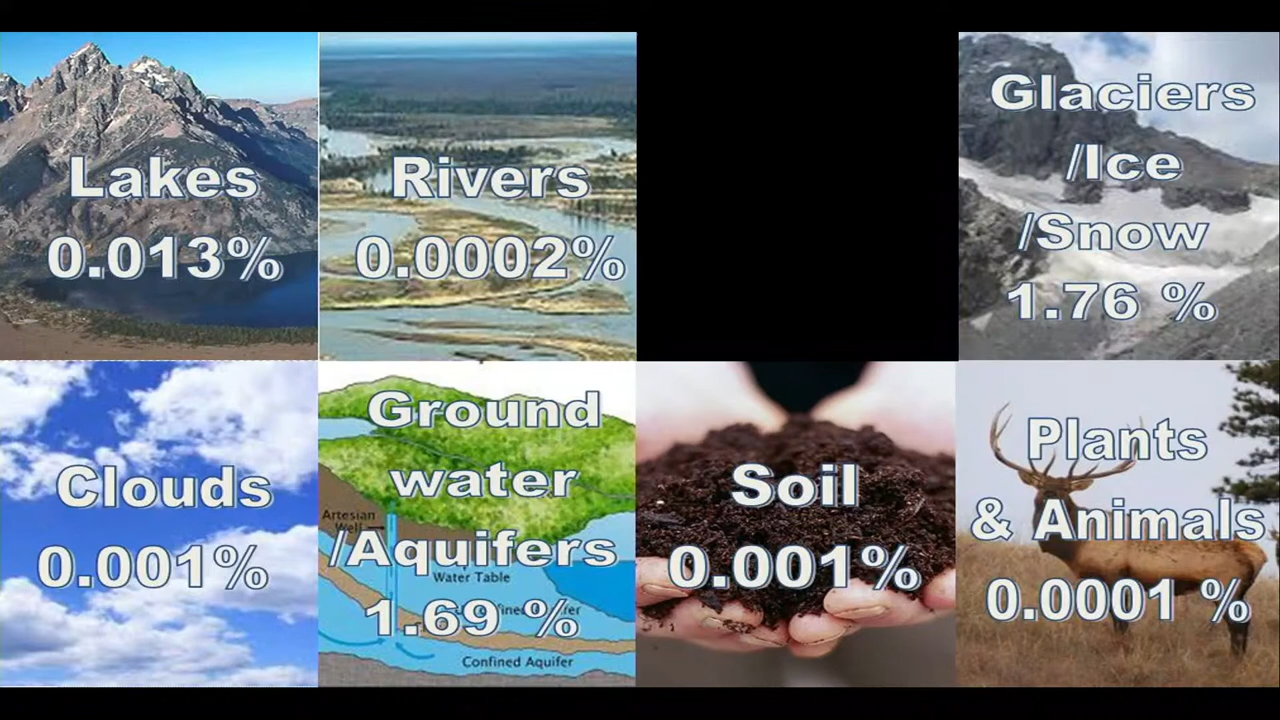 Lakes
0.013%
Rivers
0.0002%
Glaciers
/Ice
/Snow
1.76 %
Clouds
0.001%
Ground
water
/Aquifers
1.69 %
Artesian
Well
Water Table
Confined Aquifer
Soil
0.001%
Plants
& Animals
0.0001 %